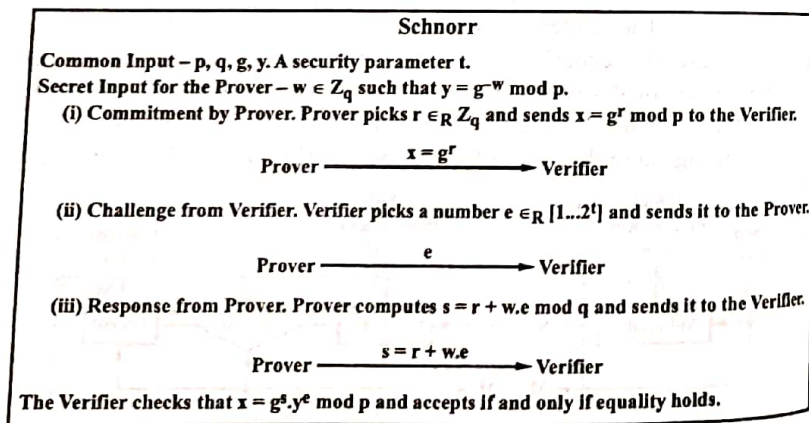 Schnorr
Common Input – p, q, g, y. A security parameter t.
Secret Input for the Prover – w ∈ Zq such that y = g^-w mod p.
(i) Commitment by Prover. Prover picks r ∈R Zq and sends x = g^r mod p to the Verifier.
x = g^r
Prover → Verifier
(ii) Challenge from Verifier. Verifier picks a number e ∈R [1...2^t] and sends it to the Prover.
e
Prover → Verifier
(iii) Response from Prover. Prover computes s = r + w.e mod q and sends it to the Verifier.
s = r + w.e
Prover → Verifier
The Verifier checks that x = g^s.y^e mod p and accepts if and only if equality holds.